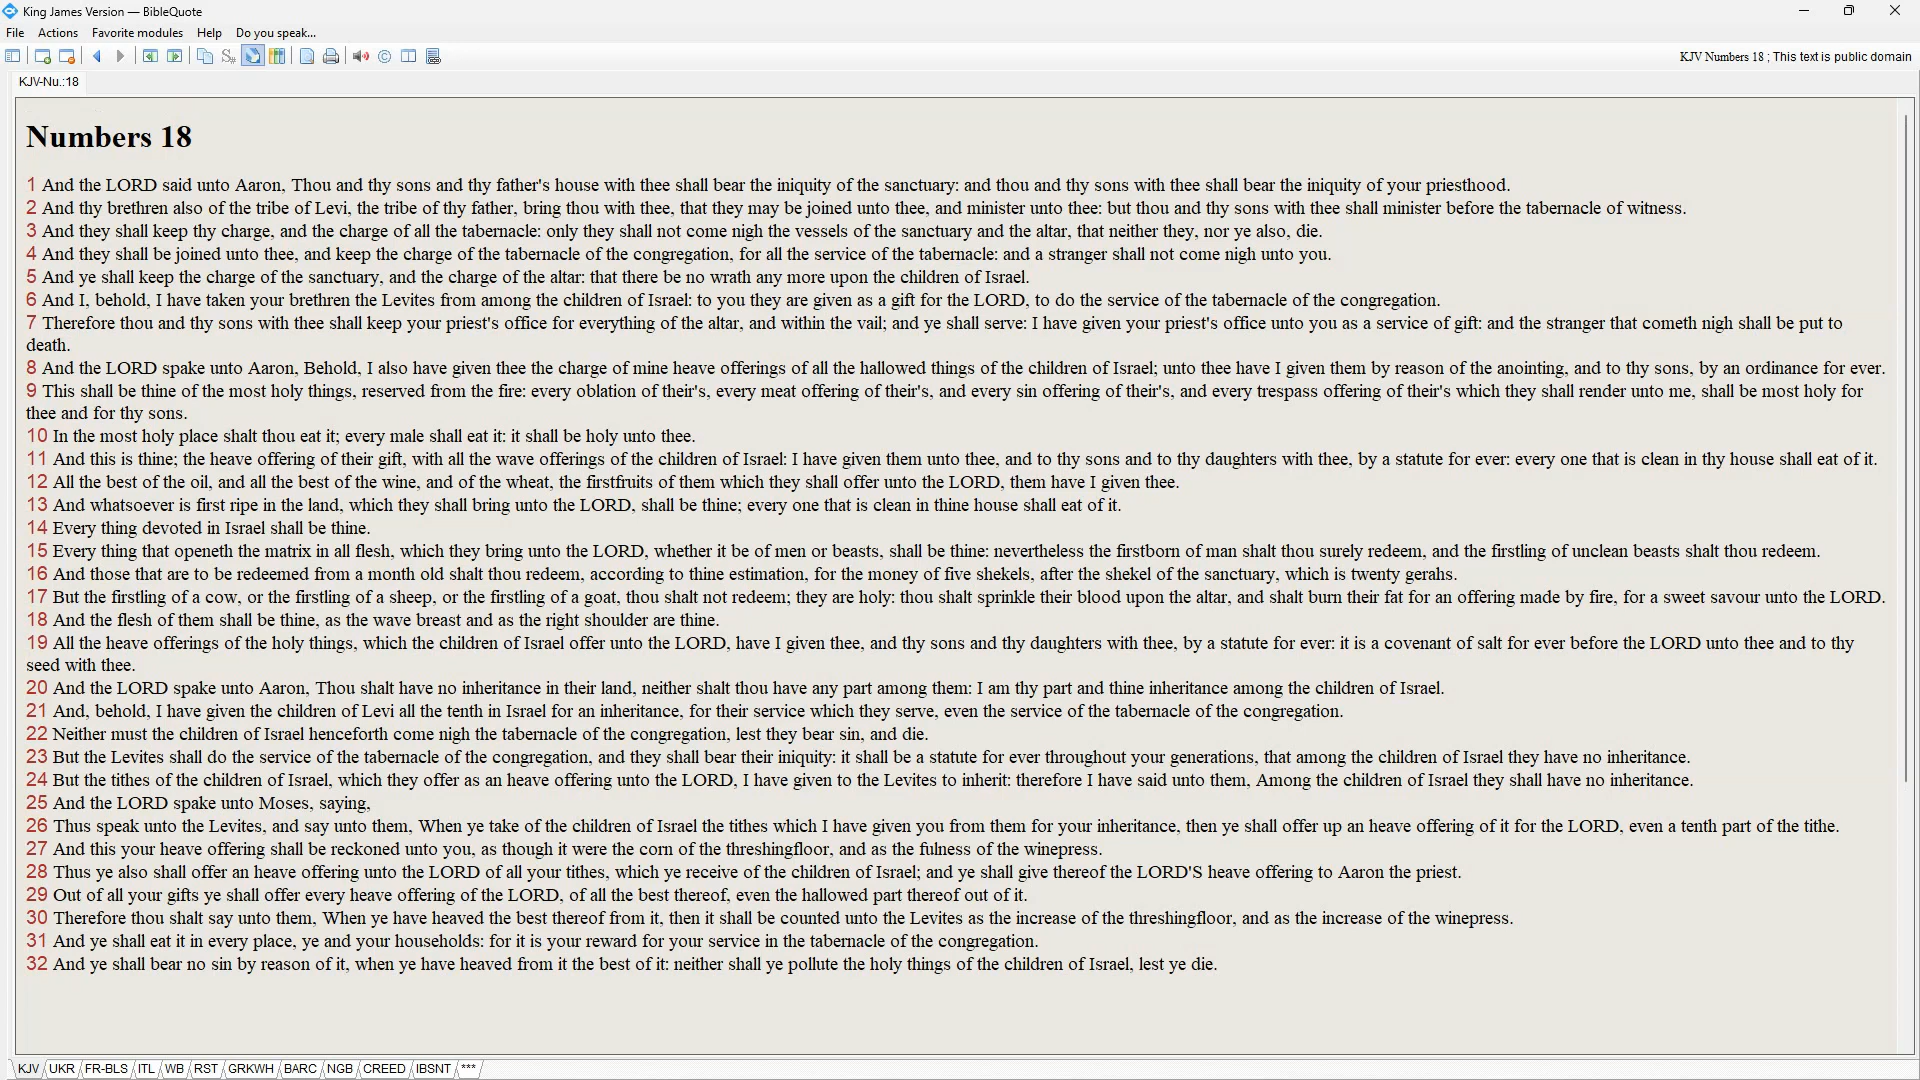 King James Version — BibleQuote
File Actions Favorite modules Help Do you speak...
KJV Numbers 18 ; This text is public domain
KJV-Nu.:18
Numbers 18
1 And the LORD said unto Aaron, Thou and thy sons and thy father's house with thee shall bear the iniquity of the sanctuary: and thou and thy sons with thee shall bear the iniquity of your priesthood.
2 And thy brethren also of the tribe of Levi, the tribe of thy father, bring thou with thee, that they may be joined unto thee, and minister unto thee: but thou and thy sons with thee shall minister before the tabernacle of witness.
3 And they shall keep thy charge, and the charge of all the tabernacle: only they shall not come nigh the vessels of the sanctuary and the altar, that neither they, nor ye also, die.
4 And they shall be joined unto thee, and keep the charge of the tabernacle of the congregation, for all the service of the tabernacle: and a stranger shall not come nigh unto you.
5 And ye shall keep the charge of the sanctuary, and the charge of the altar: that there be no wrath any more upon the children of Israel.
6 And I, behold, I have taken your brethren the Levites from among the children of Israel: to you they are given as a gift for the LORD, to do the service of the tabernacle of the congregation.
7 Therefore thou and thy sons with thee shall keep your priest's office for everything of the altar, and within the vail; and ye shall serve: I have given your priest's office unto you as a service of gift: and the stranger that cometh nigh shall be put to
death.
8 And the LORD spake unto Aaron, Behold, I also have given thee the charge of mine heave offerings of all the hallowed things of the children of Israel; unto thee have I given them by reason of the anointing, and to thy sons, by an ordinance for ever.
9 This shall be thine of the most holy things, reserved from the fire: every oblation of their's, every meat offering of their's, and every sin offering of their's, and every trespass offering of their's which they shall render unto me, shall be most holy for
thee and for thy sons.
10 In the most holy place shalt thou eat it; every male shall eat it: it shall be holy unto thee.
11 And this is thine; the heave offering of their gift, with all the wave offerings of the children of Israel: I have given them unto thee, and to thy sons and to thy daughters with thee, by a statute for ever: every one that is clean in thy house shall eat of it.
12 All the best of the oil, and all the best of the wine, and of the wheat, the firstfruits of them which they shall offer unto the LORD, them have I given thee.
13 And whatsoever is first ripe in the land, which they shall bring unto the LORD, shall be thine; every one that is clean in thine house shall eat of it.
14 Every thing devoted in Israel shall be thine.
15 Every thing that openeth the matrix in all flesh, which they bring unto the LORD, whether it be of men or beasts, shall be thine: nevertheless the firstborn of man shalt thou surely redeem, and the firstling of unclean beasts shalt thou redeem.
16 And those that are to be redeemed from a month old shalt thou redeem, according to thine estimation, for the money of five shekels, after the shekel of the sanctuary, which is twenty gerahs.
17 But the firstling of a cow, or the firstling of a sheep, or the firstling of a goat, thou shalt not redeem; they are holy: thou shalt sprinkle their blood upon the altar, and shalt burn their fat for an offering made by fire, for a sweet savour unto the LORD.
18 And the flesh of them shall be thine, as the wave breast and as the right shoulder are thine.
19 All the heave offerings of the holy things, which the children of Israel offer unto the LORD, have I given thee, and thy sons and thy daughters with thee, by a statute for ever: it is a covenant of salt for ever before the LORD unto thee and to thy
seed with thee.
20 And the LORD spake unto Aaron, Thou shalt have no inheritance in their land, neither shalt thou have any part among them: I am thy part and thine inheritance among the children of Israel.
21 And, behold, I have given the children of Levi all the tenth in Israel for an inheritance, for their service which they serve, even the service of the tabernacle of the congregation.
22 Neither must the children of Israel henceforth come nigh the tabernacle of the congregation, lest they bear sin, and die.
23 But the Levites shall do the service of the tabernacle of the congregation, and they shall bear their iniquity: it shall be a statute for ever throughout your generations, that among the children of Israel they have no inheritance.
24 But the tithes of the children of Israel, which they offer as an heave offering unto the LORD, I have given to the Levites to inherit: therefore I have said unto them, Among the children of Israel they shall have no inheritance.
25 And the LORD spake unto Moses, saying,
26 Thus speak unto the Levites, and say unto them, When ye take of the children of Israel the tithes which I have given you from them for your inheritance, then ye shall offer up an heave offering of it for the LORD, even a tenth part of the tithe.
27 And this your heave offering shall be reckoned unto you, as though it were the corn of the threshingfloor, and as the fulness of the winepress.
28 Thus ye also shall offer an heave offering unto the LORD of all your tithes, which ye receive of the children of Israel; and ye shall give thereof the LORD'S heave offering to Aaron the priest.
29 Out of all your gifts ye shall offer every heave offering of the LORD, of all the best thereof, even the hallowed part thereof out of it.
30 Therefore thou shalt say unto them, When ye have heaved the best thereof from it, then it shall be counted unto the Levites as the increase of the threshingfloor, and as the increase of the winepress.
31 And ye shall eat it in every place, ye and your households: for it is your reward for your service in the tabernacle of the congregation.
32 And ye shall bear no sin by reason of it, when ye have heaved from it the best of it: neither shall ye pollute the holy things of the children of Israel, lest ye die.
KJV UKR FR-BLS ITL WB RST GRKWH BARC NGB CREED IBSNT ***